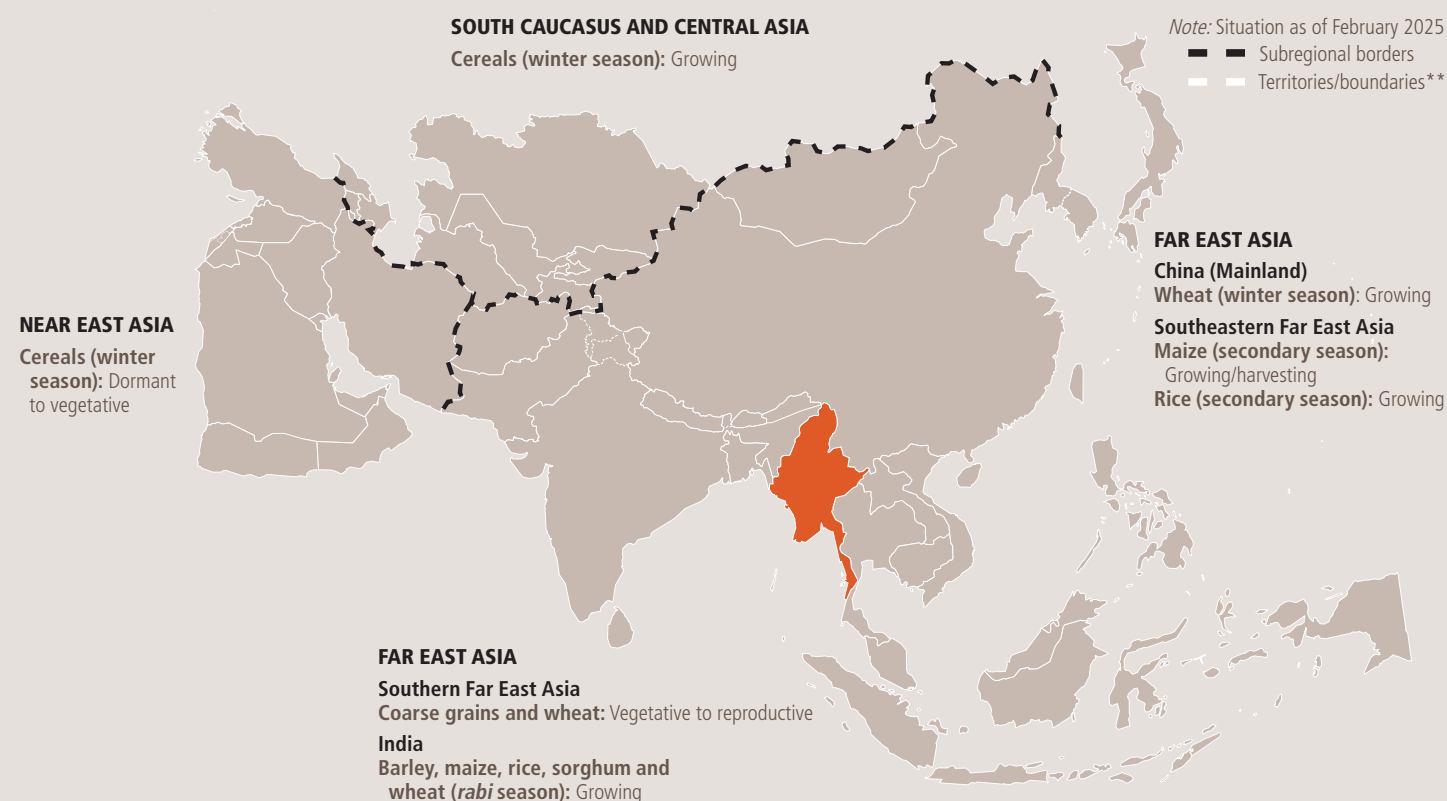 SOUTH CAUCASUS AND CENTRAL ASIA
Cereals (winter season): Growing
Note: Situation as of February 2025
Subregional borders
Territories/boundaries**
FAR EAST ASIA
China (Mainland)
Wheat (winter season): Growing
Southeastern Far East Asia
Maize (secondary season):
Growing/harvesting
Rice (secondary season): Growing
NEAR EAST ASIA
Cereals (winter
season): Dormant
to vegetative
FAR EAST ASIA
Southern Far East Asia
Coarse grains and wheat: Vegetative to reproductive
India
Barley, maize, rice, sorghum and
wheat (rabi season): Growing